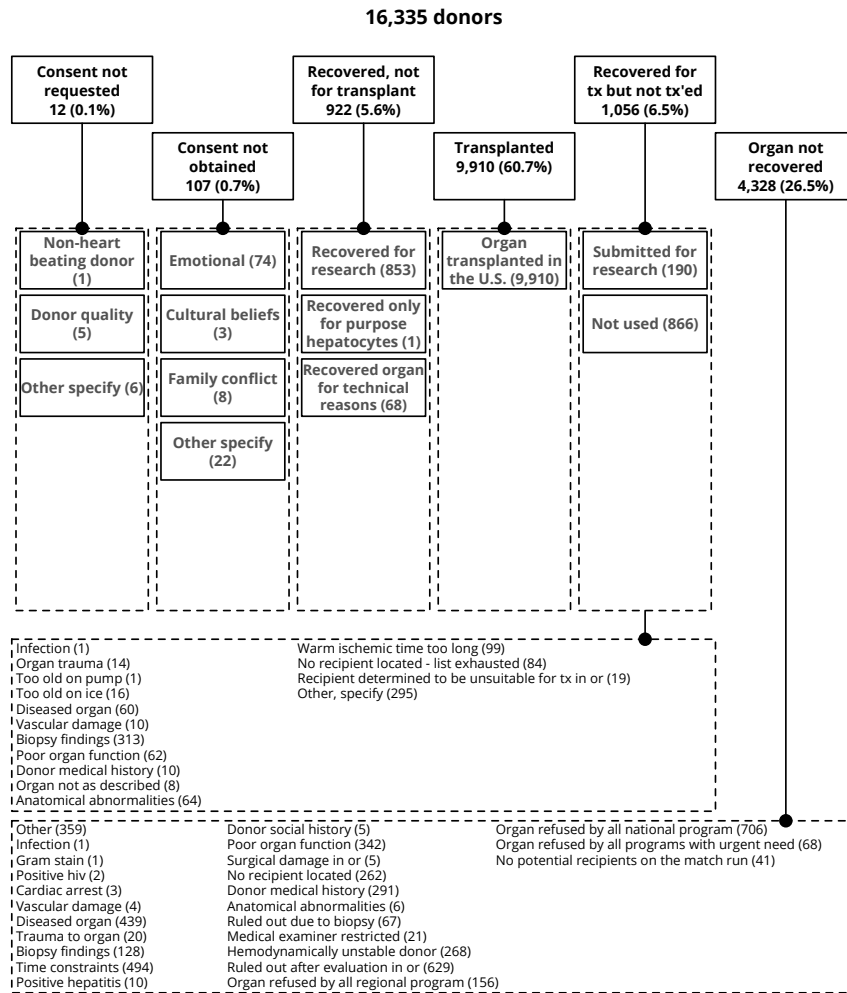 16,335 donors
Consent not
requested
12 (0.1%)
Recovered, not
for transplant
922 (5.6%)
Recovered for
tx but not tx'ed
1,056 (6.5%)
Consent not
obtained
107 (0.7%)
Transplanted
9,910 (60.7%)
Organ not
recovered
4,328 (26.5%)
Non-heart
beating donor
(1)
Donor quality
(5)
Other specify (6)
Emotional (74)
Cultural beliefs
(3)
Family conflict
(8)
Other specify
(22)
Recovered for
research (853)
Recovered only
for purpose
hepatocytes (1)
Recovered organ
for technical
reasons (68)
Organ
transplanted in
the U.S. (9,910)
Submitted for
research (190)
Not used (866)
Infection (1)
Organ trauma (14)
Too old on pump (1)
Too old on ice (16)
Diseased organ (60)
Vascular damage (10)
Biopsy findings (313)
Poor organ function (62)
Donor medical history (10)
Organ not as described (8)
Anatomical abnormalities (64)
Warm ischemic time too long (99)
No recipient located - list exhausted (84)
Recipient determined to be unsuitable for tx in or (19)
Other, specify (295)
Other (359)
Infection (1)
Gram stain (1)
Positive hiv (2)
Cardiac arrest (3)
Vascular damage (4)
Diseased organ (439)
Trauma to organ (20)
Biopsy findings (128)
Time constraints (494)
Positive hepatitis (10)
Donor social history (5)
Poor organ function (342)
Surgical damage in or (5)
No recipient located (262)
Donor medical history (291)
Anatomical abnormalities (6)
Ruled out due to biopsy (67)
Medical examiner restricted (21)
Hemodynamically unstable donor (268)
Ruled out after evaluation in or (629)
Organ refused by all regional program (156)
Organ refused by all national program (706)
Organ refused by all programs with urgent need (68)
No potential recipients on the match run (41)